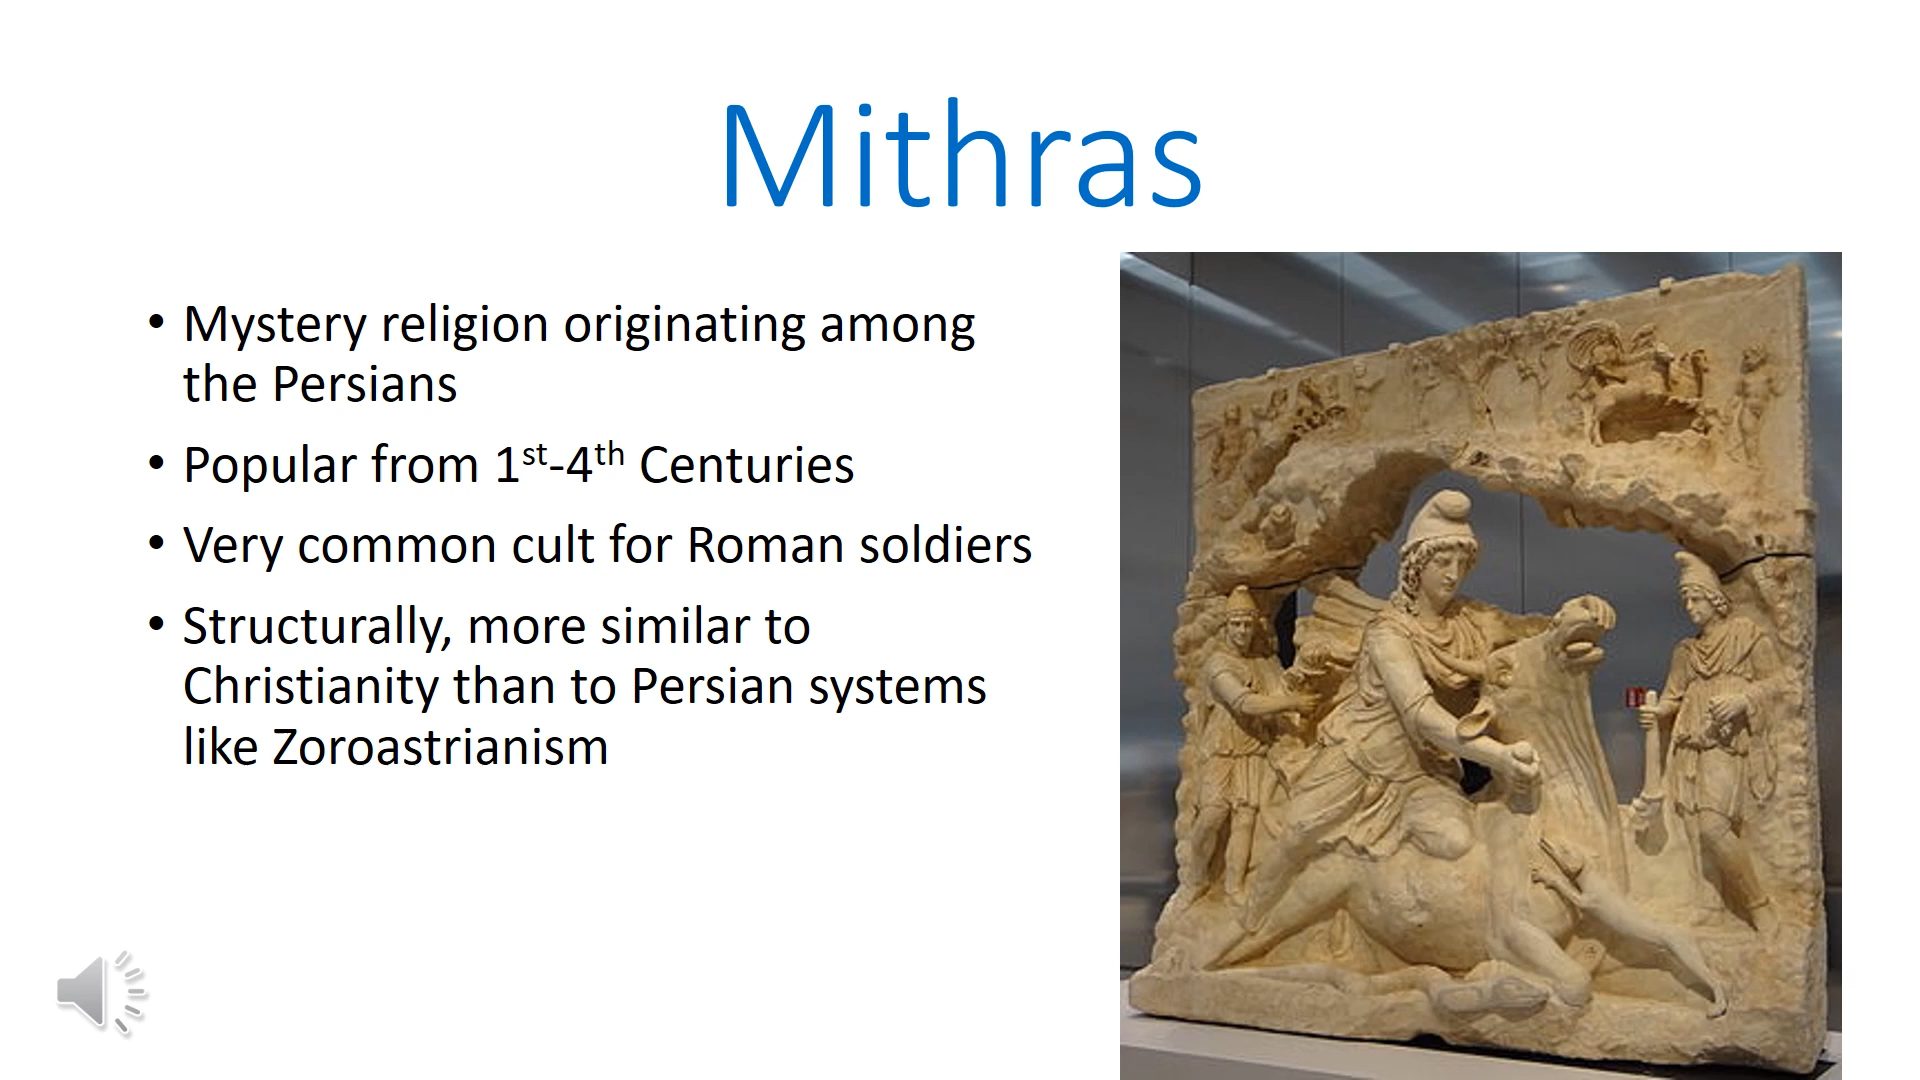 Mithras
• Mystery religion originating among
the Persians
• Popular from 1st-4th Centuries
• Very common cult for Roman soldiers
• Structurally, more similar to
Christianity than to Persian systems
like Zoroastrianism